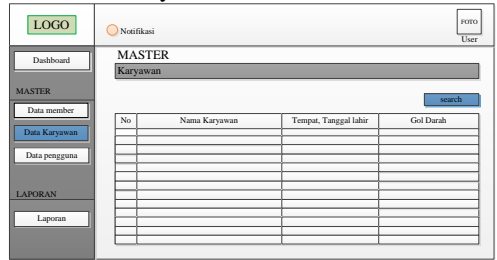 LOGO
Notifikasi
FOTO
User
Dashboard
MASTER
Data member
Data Karyawan
Data pengguna
LAPORAN
Laporan
MASTER
Karyawan
search
No Nama Karyawan Tempat, Tanggal lahir Gol Darah